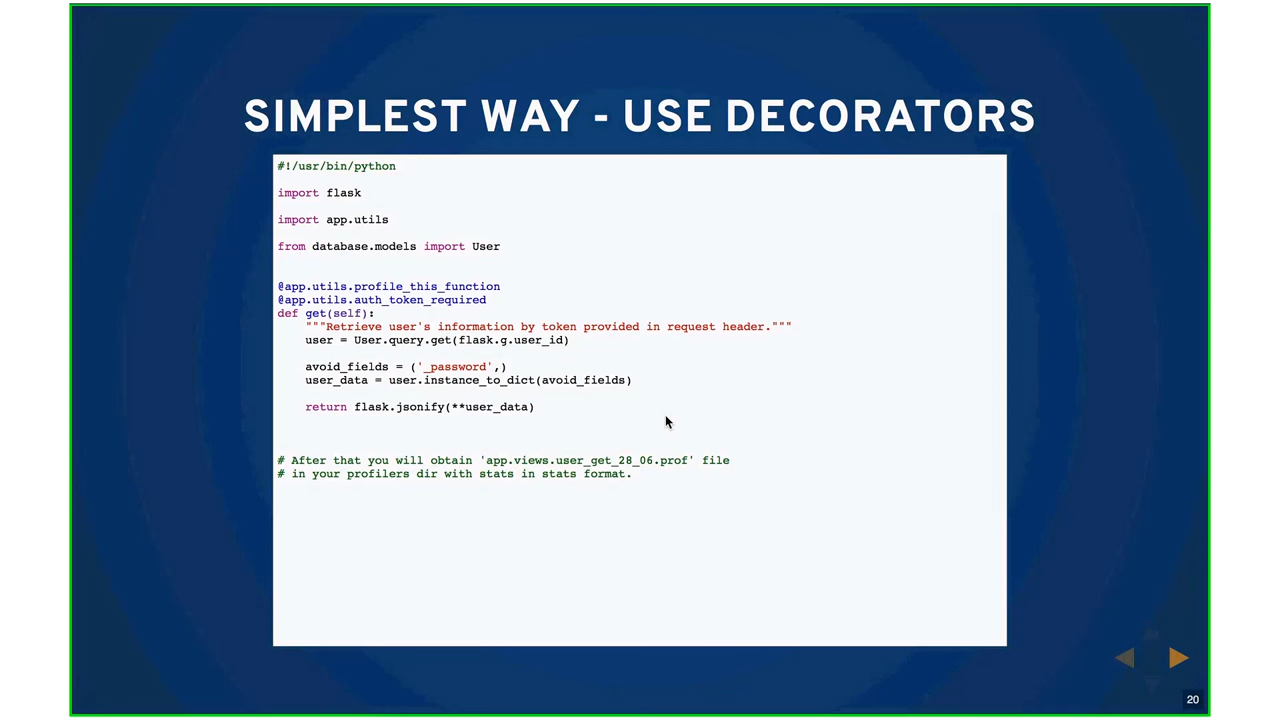 SIMPLEST WAY - USE DECORATORS
#!/usr/bin/python
import flask
import app.utils
from database.models import User
@app.utils.profile_this_function
@app.utils.auth_token_required
def get(self):
    """Retrieve user's information by token provided in request header."""
    user = User.query.get(flask.g.user_id)
    avoid_fields = ('_password',)
    user_data = user.instance_to_dict(avoid_fields)
    return flask.jsonify(**user_data)
# After that you will obtain 'app.views.user_get_28_06.prof' file
# in your profilers dir with stats in stats format.
20